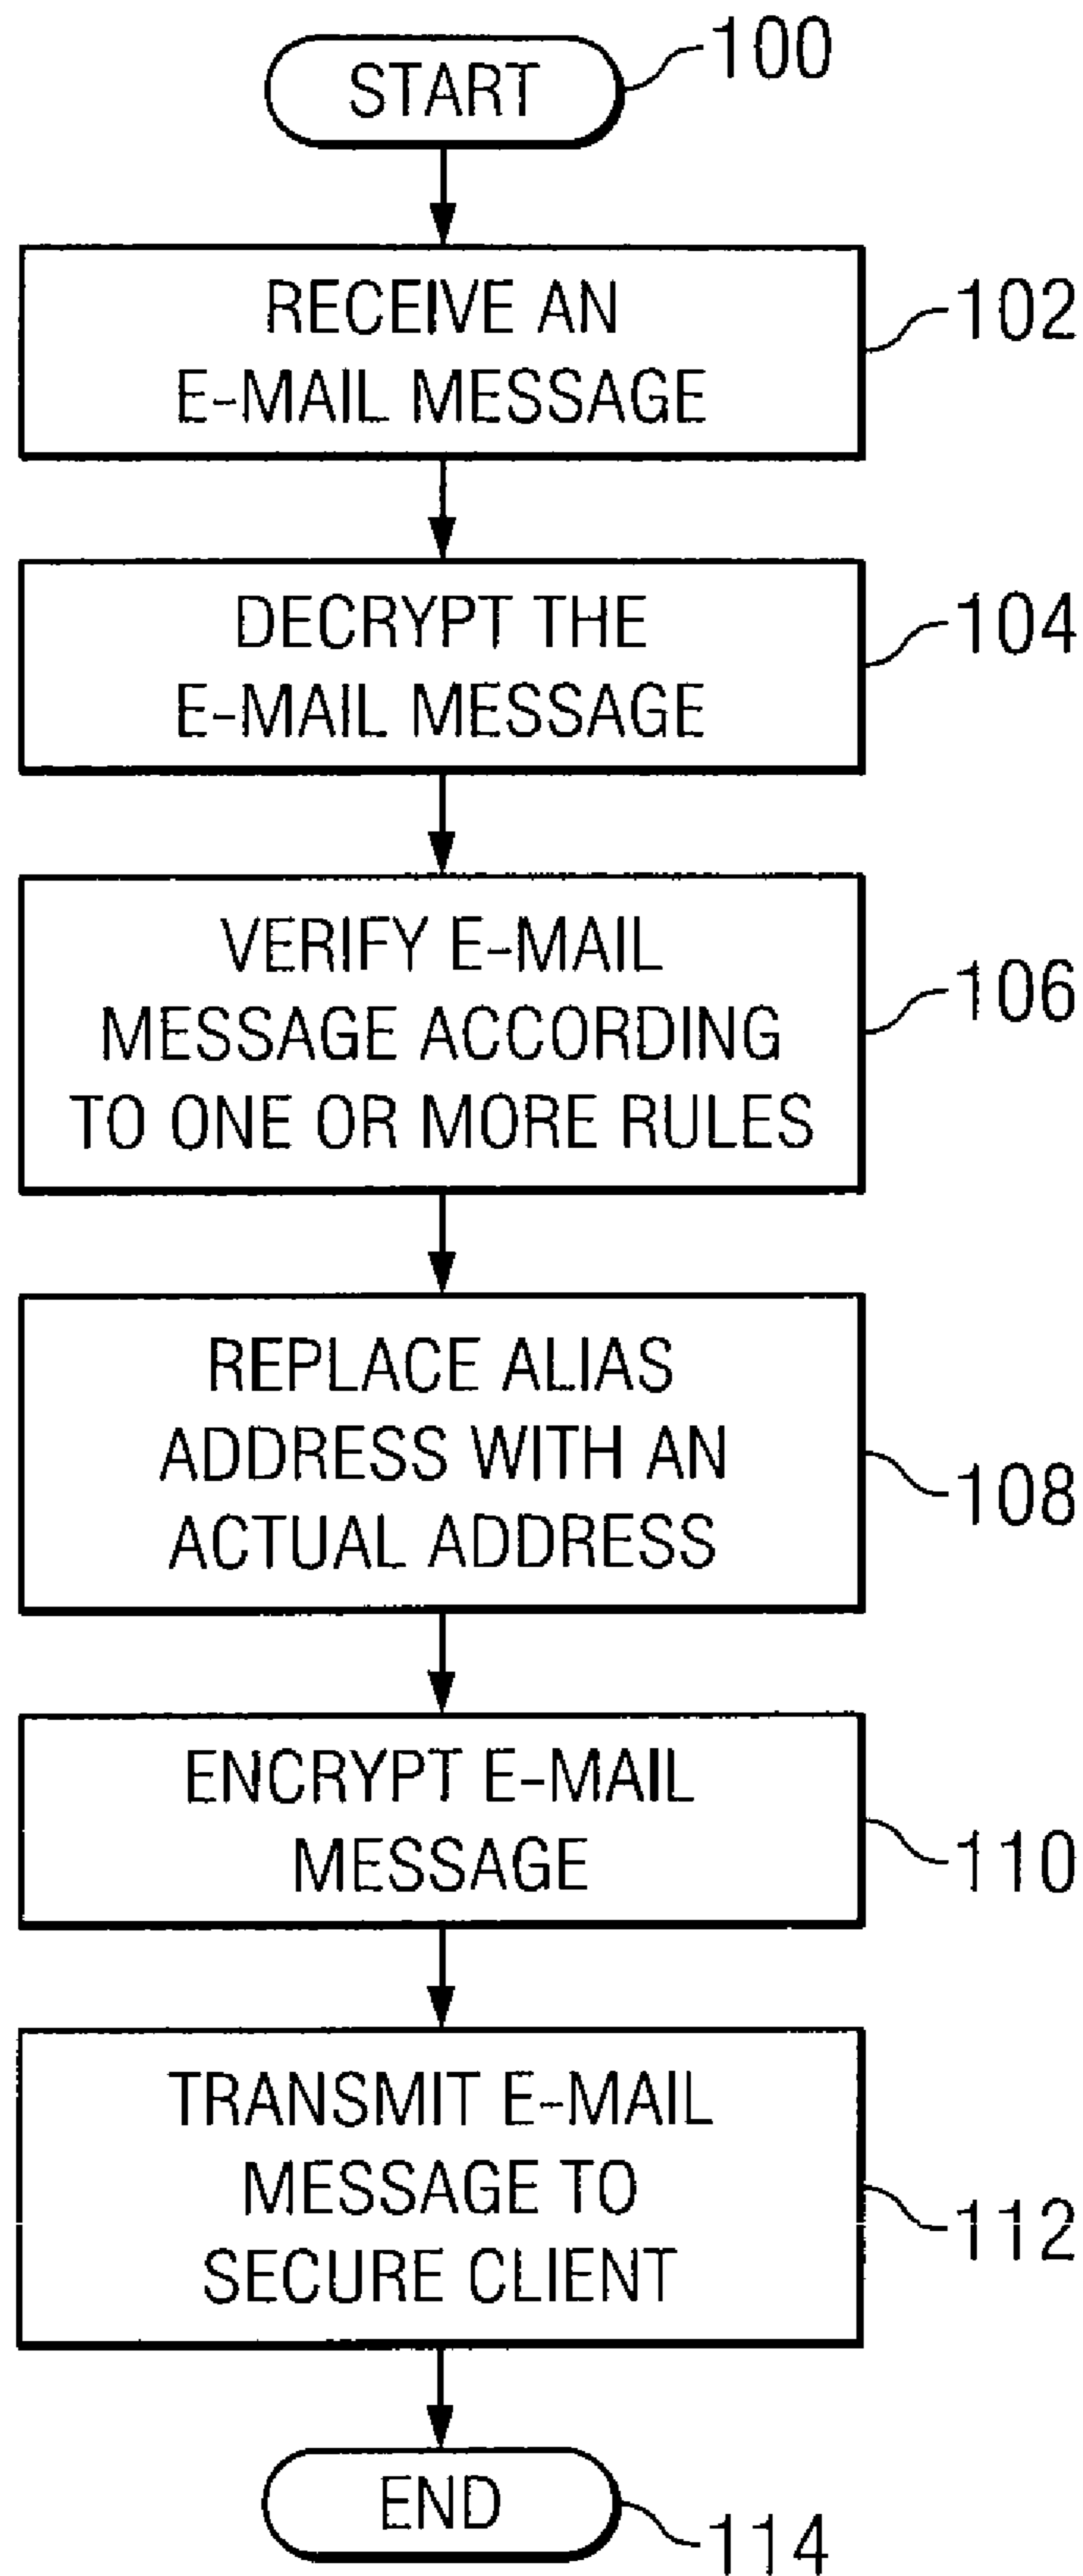 START
100
RECEIVE AN
E-MAIL MESSAGE
102
DECRYPT THE
E-MAIL MESSAGE
104
VERIFY E-MAIL
MESSAGE ACCORDING
TO ONE OR MORE RULES
106
REPLACE ALIAS
ADDRESS WITH AN
ACTUAL ADDRESS
108
ENCRYPT E-MAIL
MESSAGE
110
TRANSMIT E-MAIL
MESSAGE TO
SECURE CLIENT
112
END
114